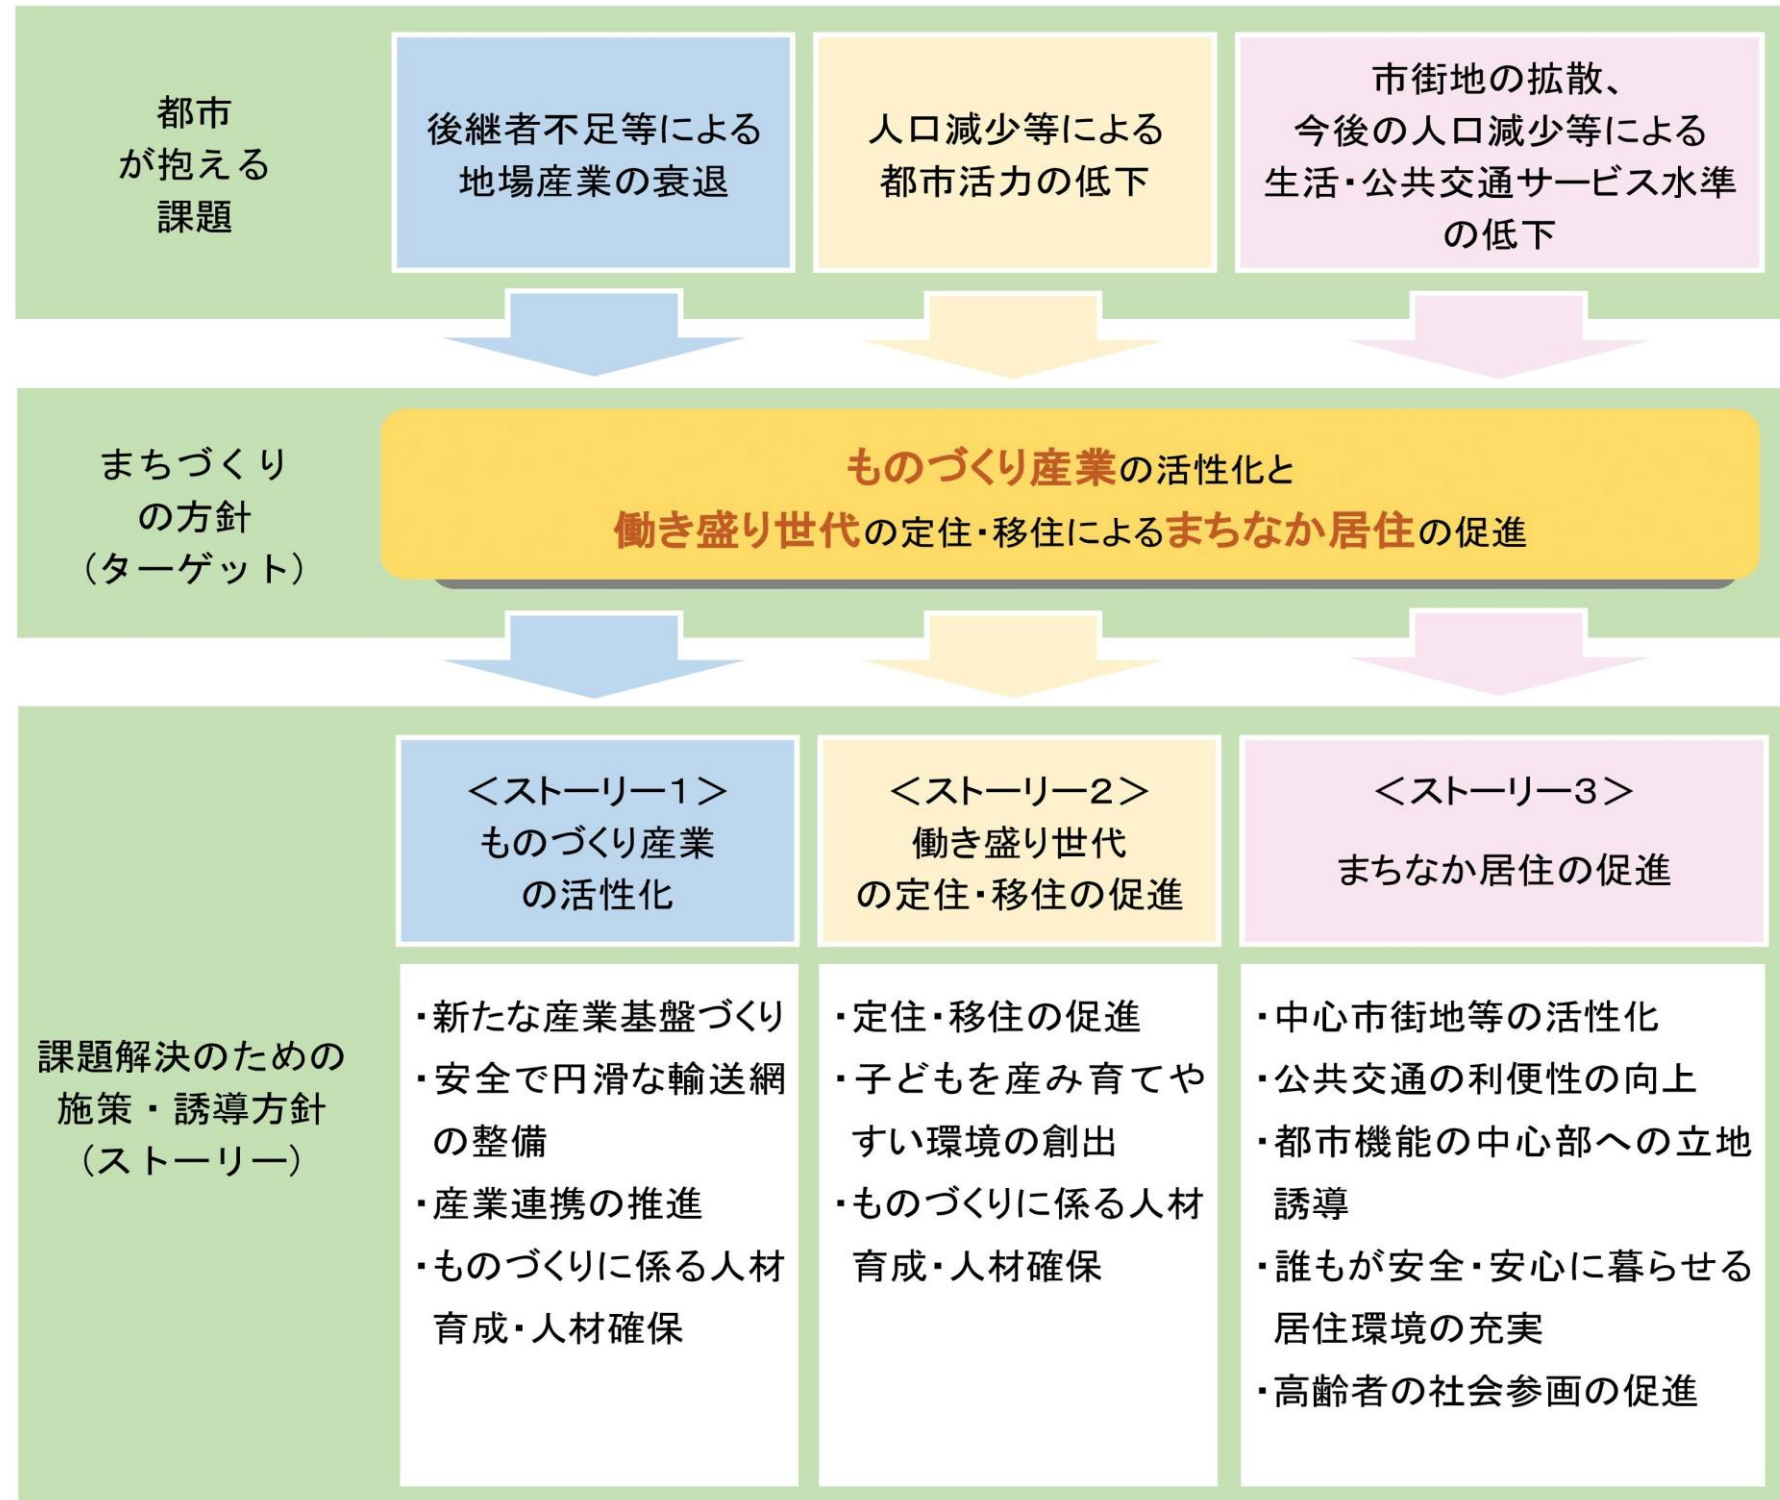 都市
が抱える
課題
後継者不足等による
地場産業の衰退
人口減少等による
都市活力の低下
市街地の拡散、
今後の人口減少等による
生活・公共交通サービス水準
の低下
まちづくり
の方針
（ターゲット）
ものづくり産業の活性化と
働き盛り世代の定住・移住によるまちなか居住の促進
課題解決のための
施策・誘導方針
（ストーリー）
＜ストーリー１＞
ものづくり産業
の活性化
・新たな産業基盤づくり
・安全で円滑な輸送網
の整備
・産業連携の推進
・ものづくりに係る人材
育成・人材確保
＜ストーリー２＞
働き盛り世代
の定住・移住の促進
・定住・移住の促進
・子どもを産み育てや
すい環境の創出
・ものづくりに係る人材
育成・人材確保
＜ストーリー３＞
まちなか居住の促進
・中心市街地等の活性化
・公共交通の利便性の向上
・都市機能の中心部への立地
誘導
・誰もが安全・安心に暮らせる
居住環境の充実
・高齢者の社会参画の促進